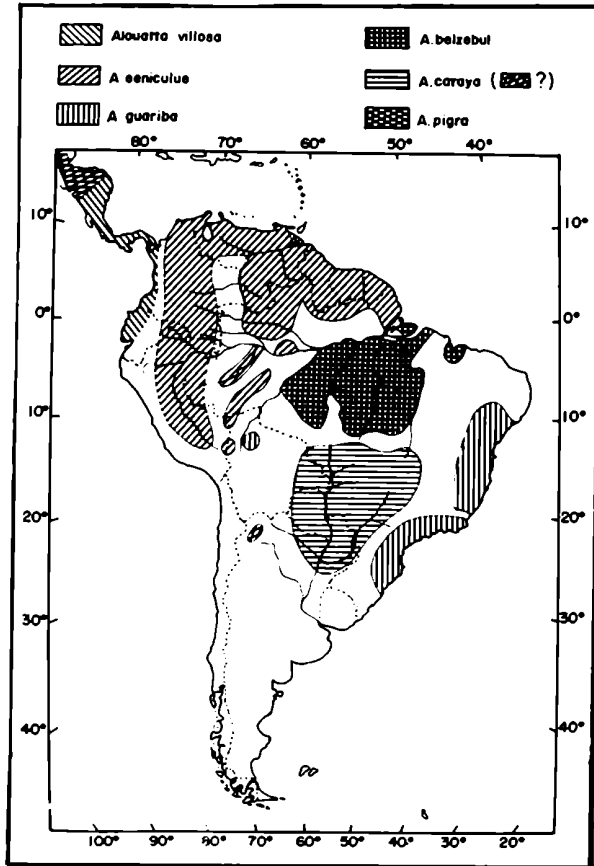 Alouatta villosa
A. belzebul
A seniculue
A. caraya ( ?)
A guariba
A. pigra
80° 70° 60° 50° 40°
10° 10°
0° 0°
10° 10°
20° 20°
30° 30°
40° 40°
100° 90° 80° 70° 60° 50° 40° 30° 20°